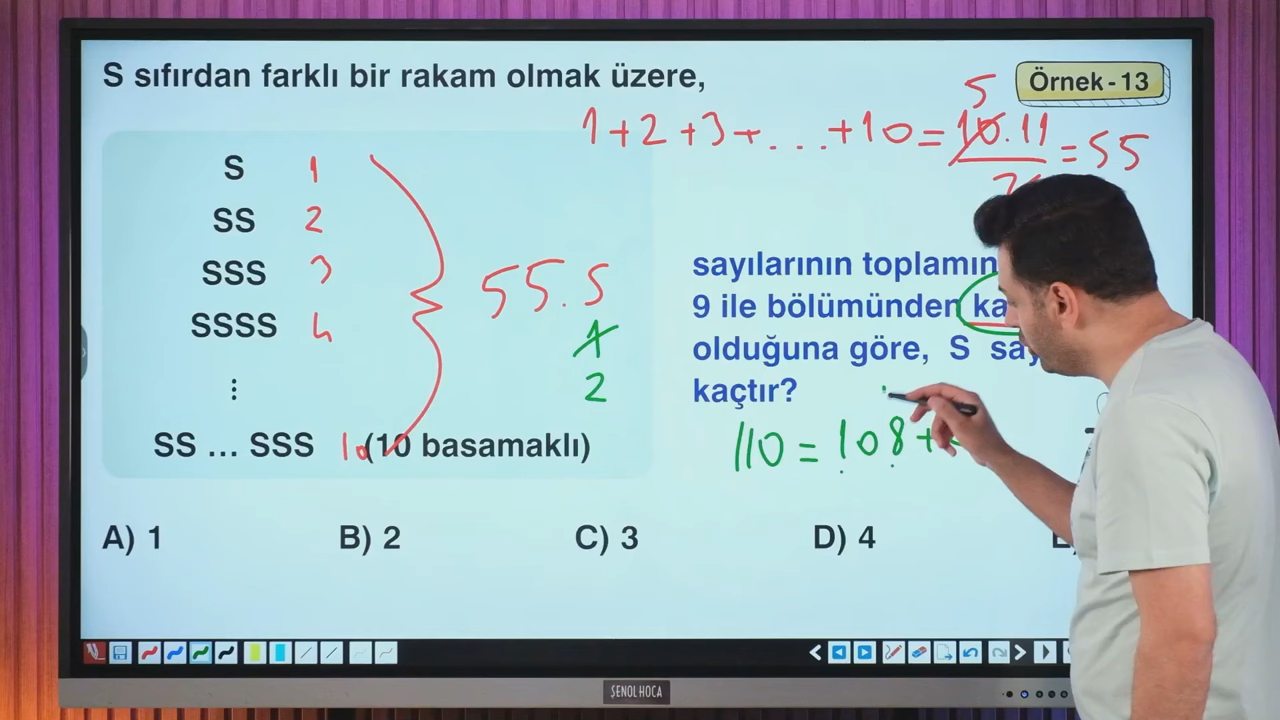 S sıfırdan farklı bir rakam olmak üzere,
Örnek - 13
1+2+3+...+10 = 10.11 = 55
5
S 1
SS 2
SSS 3
SSSS 4
⋮
SS ... SSS 10 (10 basamaklı)
55.S
1
2
sayılarının
9 ile bölümünden
olduğuna göre, S
kaçtır?
110 = 108 +
A) 1 B) 2 C) 3 D) 4
ŞENOL HOCA